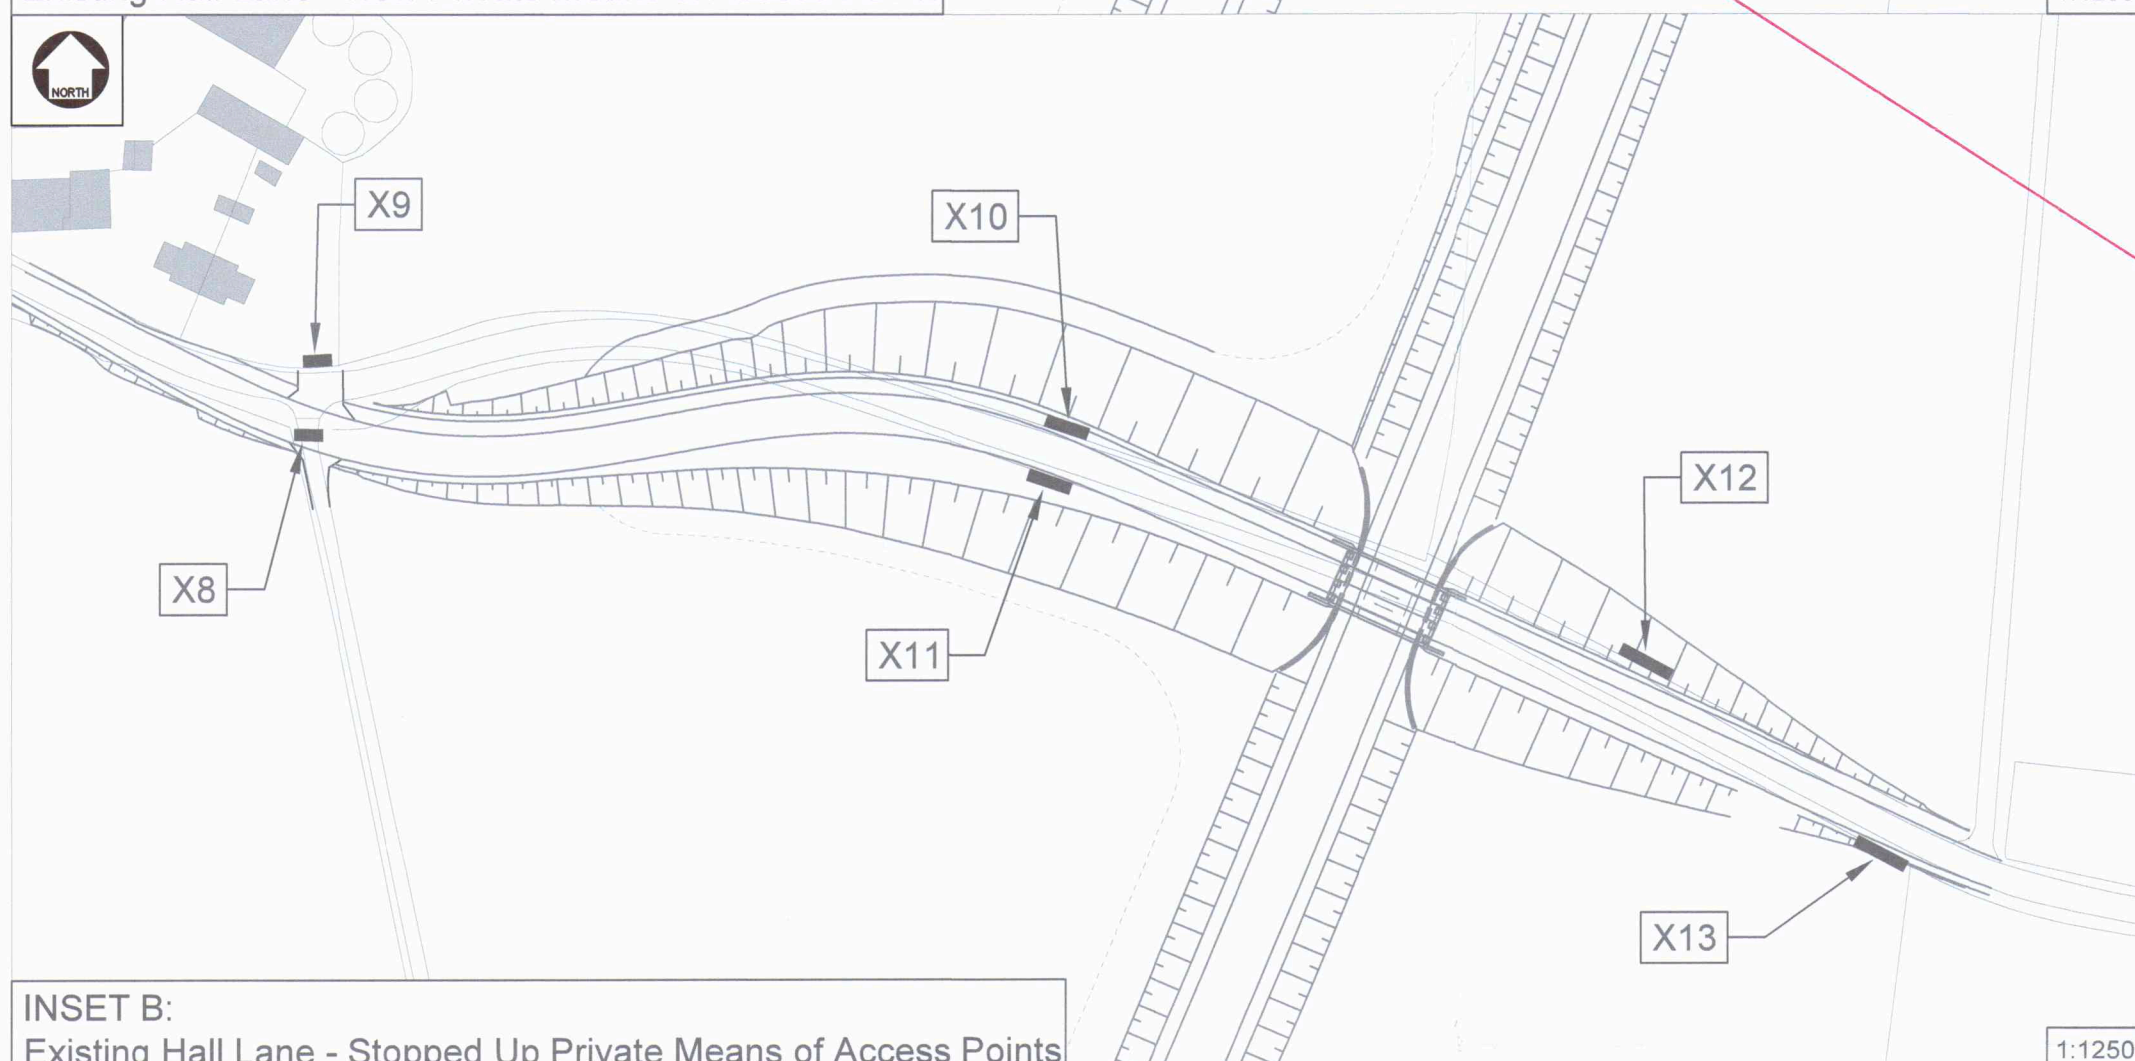 NORTH
X9
X10
X12
X8
X11
X13
INSET B:
Existing Hall Lane - Stopped Up Private Means of Access Points
1:1250